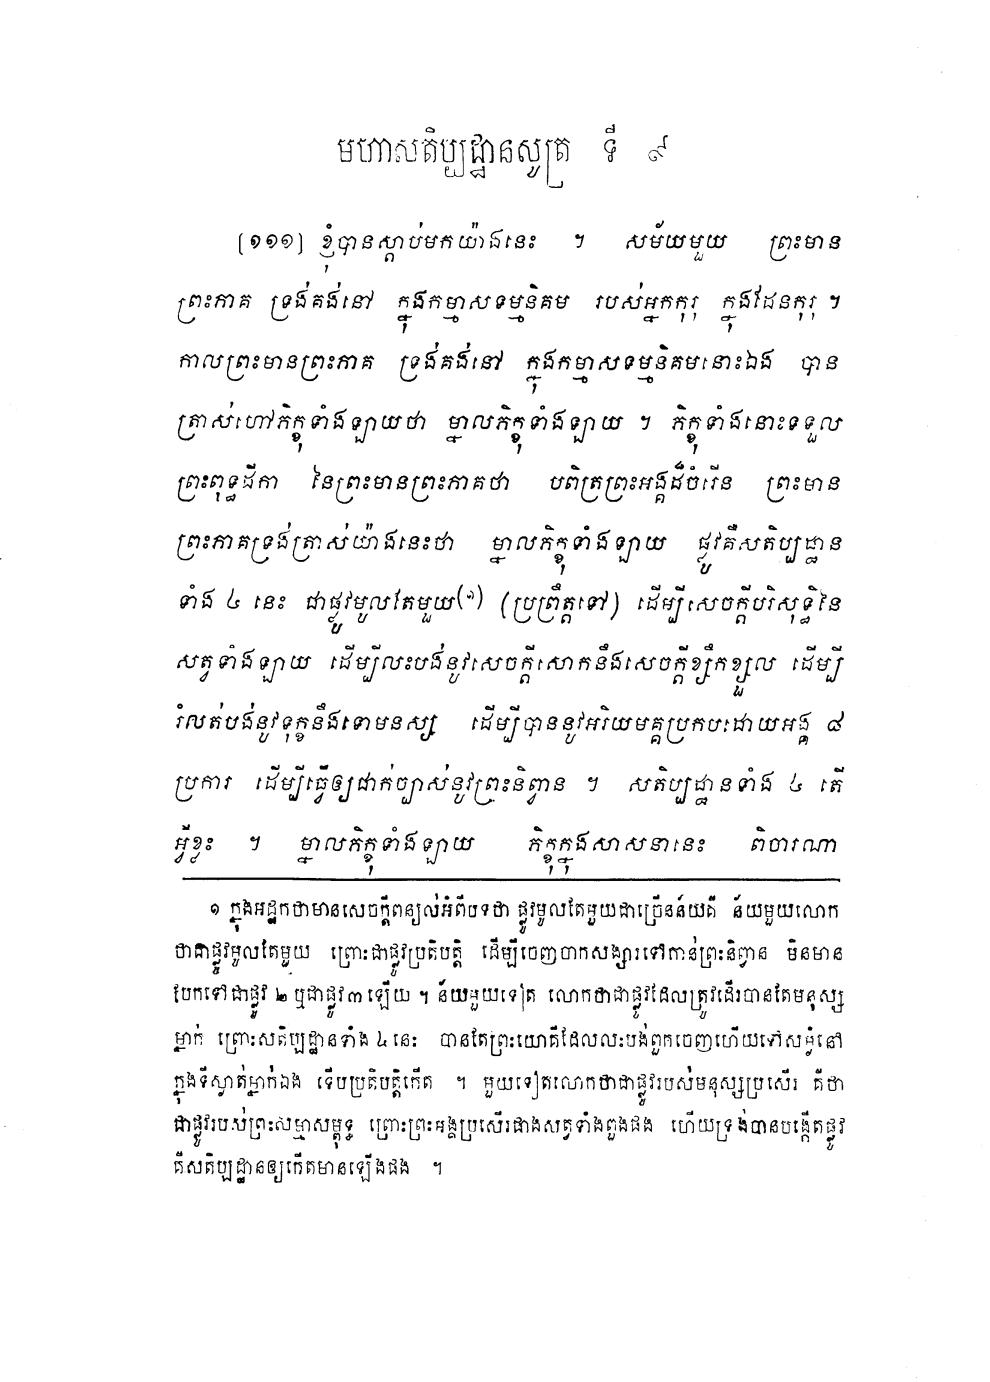 មហាសតិប្បដ្ឋានសូត្រ ទី ៩
[១១១] ខ្ញុំបានស្តាប់មកយ៉ាងនេះ ។ សម័យមួយ ព្រះមាន
ព្រះភាគ ទ្រង់គង់នៅ ក្នុងកម្មាសទម្មនិគម របស់អ្នកកុរុ ក្នុងដែនកុរុ ។
កាលព្រះមានព្រះភាគ ទ្រង់គង់នៅ ក្នុងកម្មាសទម្មនិគមនោះឯង បាន
ត្រាស់ហៅភិក្ខុទាំងឡាយថា ម្នាលភិក្ខុទាំងឡាយ ។ ភិក្ខុទាំងនោះទទួល
ព្រះពុទ្ធដីកា នៃព្រះមានព្រះភាគថា បពិត្រព្រះអង្គដ៏ចំរើន ព្រះមាន
ព្រះភាគទ្រង់ត្រាស់យ៉ាងនេះថា ម្នាលភិក្ខុទាំងឡាយ ផ្លូវគឺសតិប្បដ្ឋាន
ទាំង ៤ នេះ ជាផ្លូវមូលតែមួយ(១) (ប្រព្រឹត្តទៅ) ដើម្បីសេចក្តីបរិសុទ្ធិនៃ
សត្វទាំងឡាយ ដើម្បីលះបង់នូវសេចក្តីសោកនឹងសេចក្តីខ្សឹកខ្សួល ដើម្បី
រំលត់បង់នូវទុក្ខនឹងទោមនស្ស ដើម្បីបាននូវអរិយមគ្គប្រកបដោយអង្គ ៨
ប្រការ ដើម្បីធ្វើឲ្យជាក់ច្បាស់នូវព្រះនិព្វាន ។ សតិប្បដ្ឋានទាំង ៤ តើ
អ្វីខ្លះ ។ ម្នាលភិក្ខុទាំងឡាយ ភិក្ខុក្នុងសាសនានេះ ពិចារណា
១ ក្នុងអដ្ឋកថាមានសេចក្តីពន្យល់អំពីបទថា ផ្លូវមូលតែមួយជាច្រើនន័យគឺ ន័យមួយលោក
ថាជាផ្លូវមូលតែមួយ ព្រោះជាផ្លូវប្រតិបត្តិ ដើម្បីចេញចាកសង្សារទៅកាន់ព្រះនិព្វាន មិនមាន
បែកទៅជាផ្លូវ ២ ឬជាផ្លូវ៣ ឡើយ ។ ន័យមួយទៀត លោកថាជាផ្លូវដែលត្រូវដើរបានតែមនុស្ស
ម្នាក់ ព្រោះសតិប្បដ្ឋានទាំង ៤ នេះ បានតែព្រះយោគីដែលលះបង់ពួកចេញហើយទៅសម្ងំនៅ
ក្នុងទីស្ងាត់ម្នាក់ឯង ទើបប្រតិបត្តិកើត ។ មួយទៀតលោកថាជាផ្លូវរបស់មនុស្សប្រសើរ គឺថា
ជាផ្លូវរបស់ព្រះសម្មាសម្ពុទ្ធ ព្រោះព្រះអង្គប្រសើរជាងសត្វទាំងពួងផង ហើយទ្រង់បានបង្កើតផ្លូវ
គឺសតិប្បដ្ឋានឲ្យកើតមានឡើងផង ។